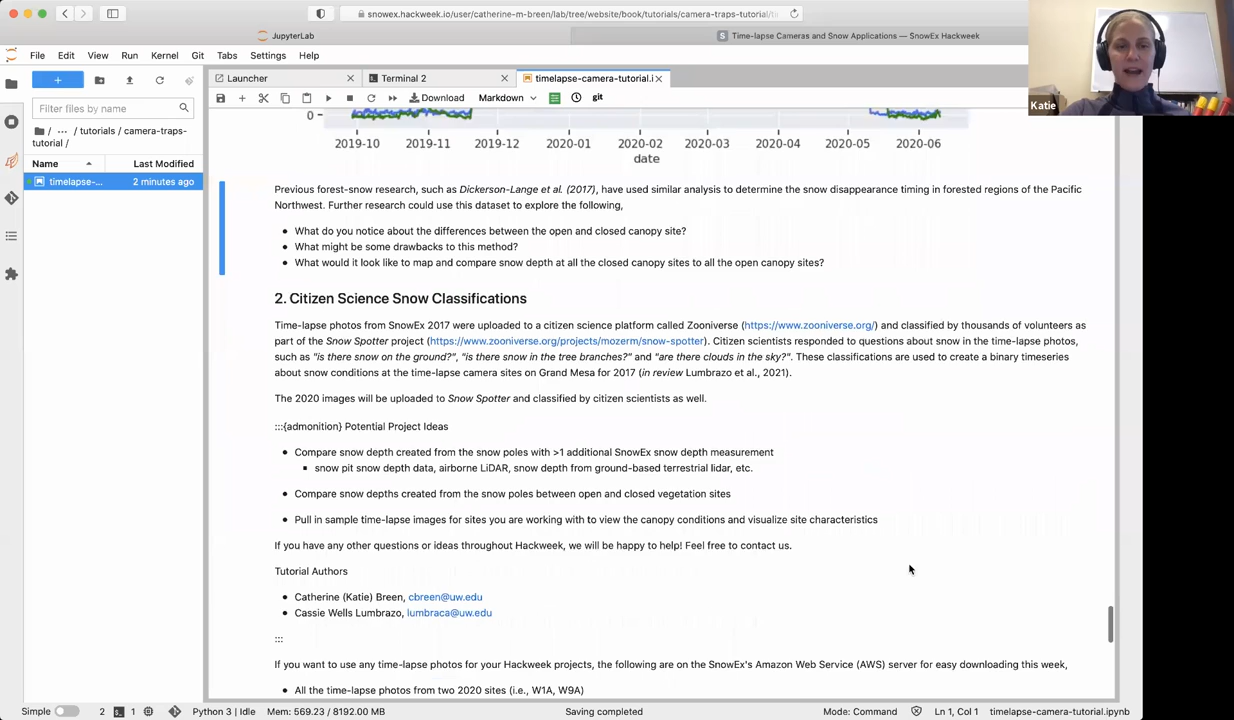 snowex.hackweek.io/user/catherine-m-breen/lab/tree/website/book/tutorials/camera-traps-tutorial/ti
JupyterLab
S Time-lapse Cameras and Snow Applications — SnowEx Hackweek
File Edit View Run Kernel Git Tabs Settings Help
Launcher
Terminal 2
timelapse-camera-tutorial.i
Download
Markdown
git
Filter files by name
/ ... / tutorials / camera-traps-
tutorial /
Name Last Modified
timelapse-... 2 minutes ago
Katie
0
2019-10 2019-11 2019-12 2020-01 2020-02 2020-03 2020-04 2020-05 2020-06
date
Previous forest-snow research, such as Dickerson-Lange et al. (2017), have used similar analysis to determine the snow disappearance timing in forested regions of the Pacific
Northwest. Further research could use this dataset to explore the following,
• What do you notice about the differences between the open and closed canopy site?
• What might be some drawbacks to this method?
• What would it look like to map and compare snow depth at all the closed canopy sites to all the open canopy sites?
2. Citizen Science Snow Classifications
Time-lapse photos from SnowEx 2017 were uploaded to a citizen science platform called Zooniverse (https://www.zooniverse.org/) and classified by thousands of volunteers as
part of the Snow Spotter project (https://www.zooniverse.org/projects/mozerm/snow-spotter). Citizen scientists responded to questions about snow in the time-lapse photos,
such as "is there snow on the ground?", "is there snow in the tree branches?" and "are there clouds in the sky?". These classifications are used to create a binary timeseries
about snow conditions at the time-lapse camera sites on Grand Mesa for 2017 (in review Lumbrazo et al., 2021).
The 2020 images will be uploaded to Snow Spotter and classified by citizen scientists as well.
:::{admonition} Potential Project Ideas
• Compare snow depth created from the snow poles with >1 additional SnowEx snow depth measurement
▪ snow pit snow depth data, airborne LiDAR, snow depth from ground-based terrestrial lidar, etc.
• Compare snow depths created from the snow poles between open and closed vegetation sites
• Pull in sample time-lapse images for sites you are working with to view the canopy conditions and visualize site characteristics
If you have any other questions or ideas throughout Hackweek, we will be happy to help! Feel free to contact us.
Tutorial Authors
• Catherine (Katie) Breen, cbreen@uw.edu
• Cassie Wells Lumbrazo, lumbraca@uw.edu
:::
If you want to use any time-lapse photos for your Hackweek projects, the following are on the SnowEx's Amazon Web Service (AWS) server for easy downloading this week,
• All the time-lapse photos from two 2020 sites (i.e., W1A, W9A)
Simple 2 1 Python 3 | Idle Mem: 569.23 / 8192.00 MB Saving completed Mode: Command Ln 1, Col 1 timelapse-camera-tutorial.ipynb